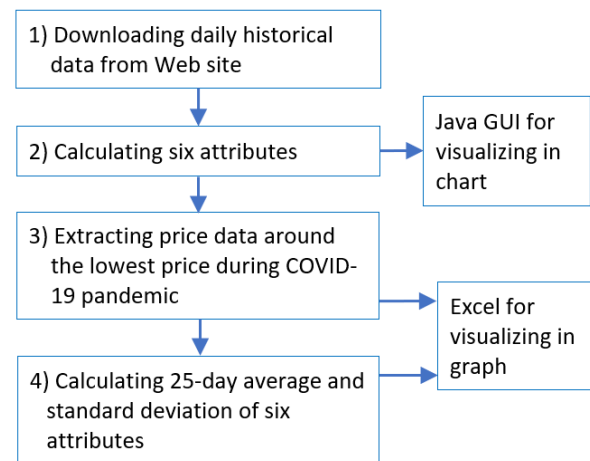 1) Downloading daily historical
data from Web site
2) Calculating six attributes
Java GUI for
visualizing in
chart
3) Extracting price data around
the lowest price during COVID-
19 pandemic
Excel for
visualizing in
graph
4) Calculating 25-day average and
standard deviation of six
attributes